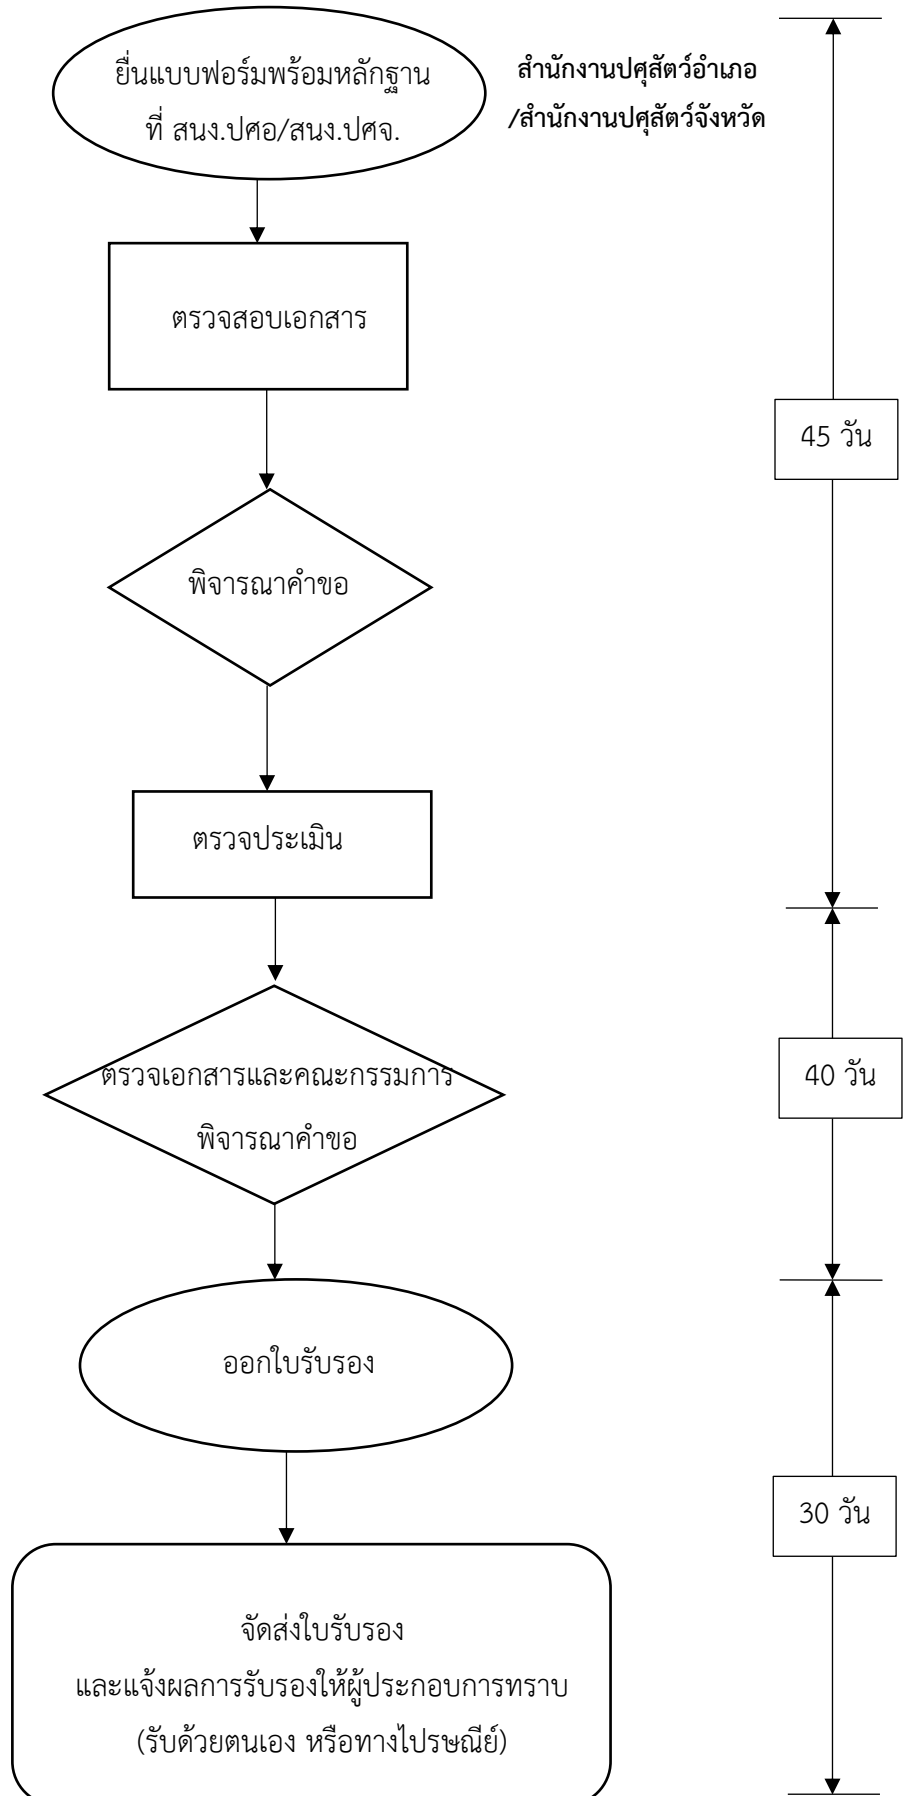 ยื่นแบบฟอร์มพร้อมหลักฐาน
ที่ สนง.ปศอ/สนง.ปศจ.
สำนักงานปศุสัตว์อำเภอ
/สำนักงานปศุสัตว์จังหวัด
ตรวจสอบเอกสาร
45 วัน
พิจารณาคำขอ
ตรวจประเมิน
ตรวจเอกสารและคณะกรรมการ
พิจารณาคำขอ
40 วัน
ออกใบรับรอง
30 วัน
จัดส่งใบรับรอง
และแจ้งผลการรับรองให้ผู้ประกอบการทราบ
(รับด้วยตนเอง หรือทางไปรษณีย์)